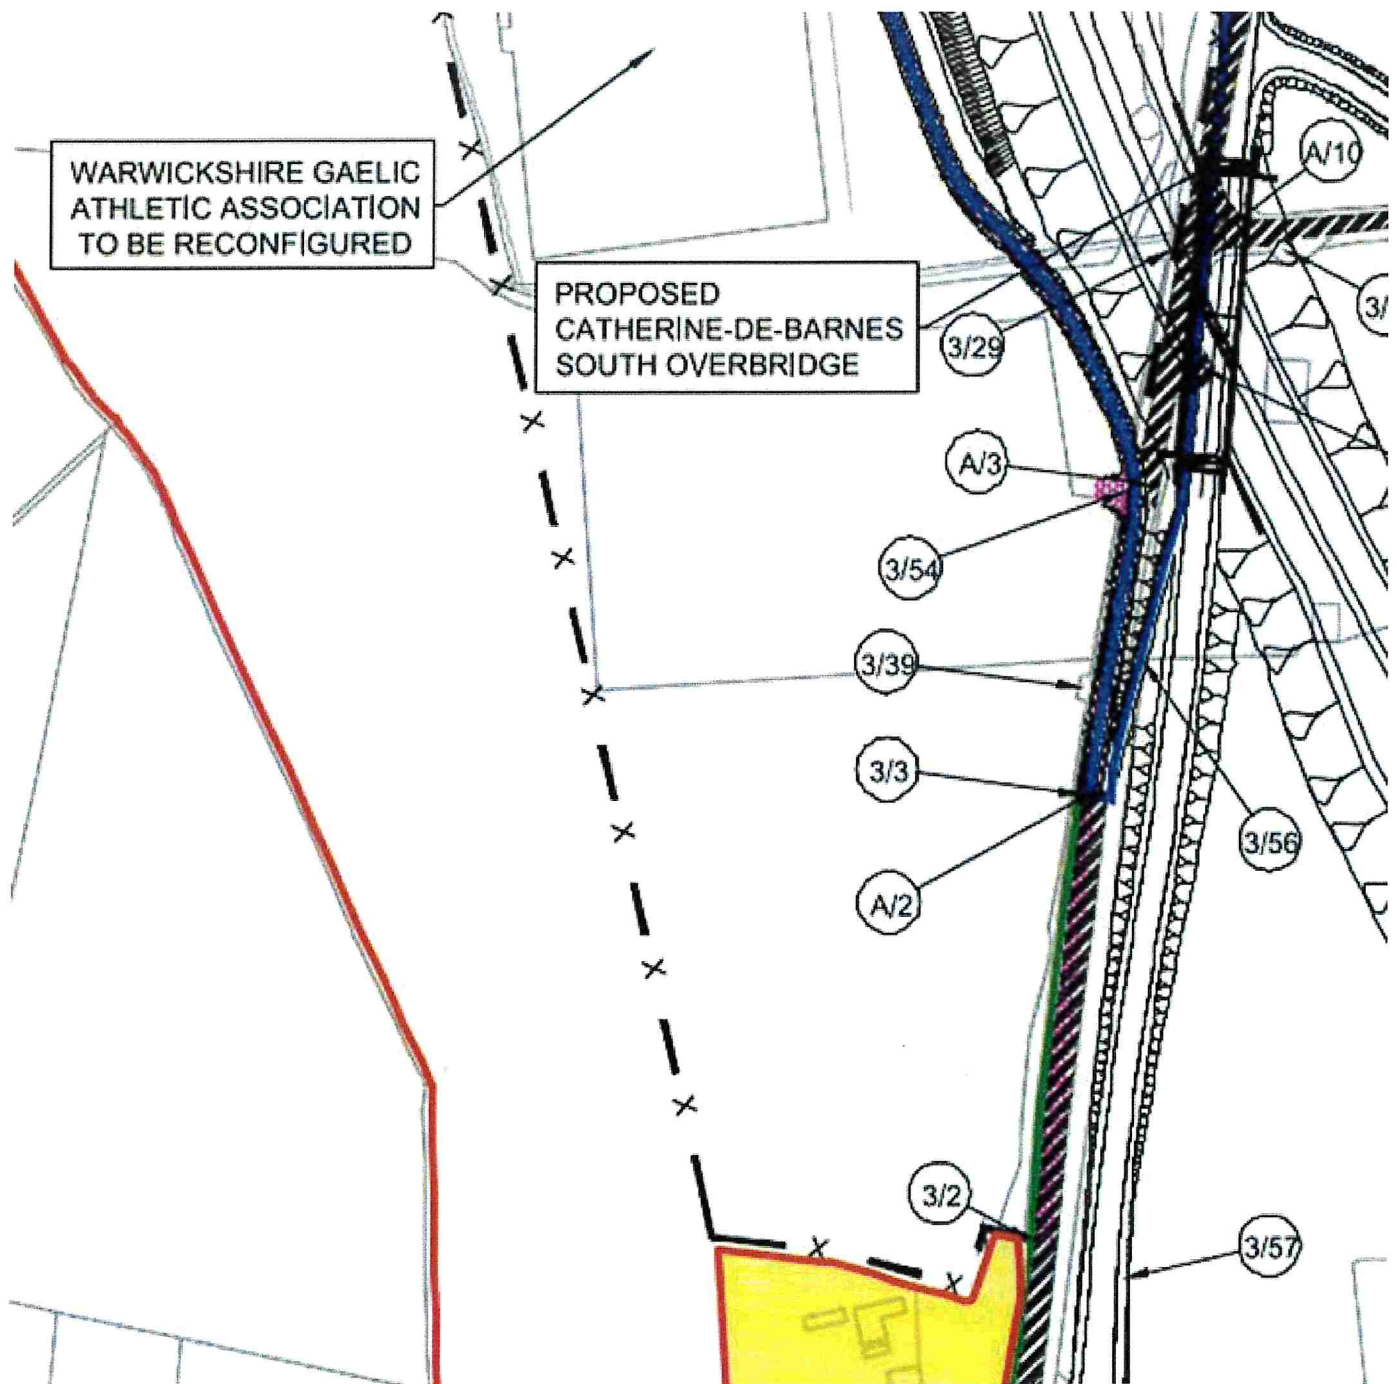 WARWICKSHIRE GAELIC
ATHLETIC ASSOCIATION
TO BE RECONFIGURED
A/10
PROPOSED
CATHERINE-DE-BARNES
SOUTH OVERBRIDGE
3/29
3/
A/3
3/54
3/39
3/3
3/56
A/2
3/2
3/57